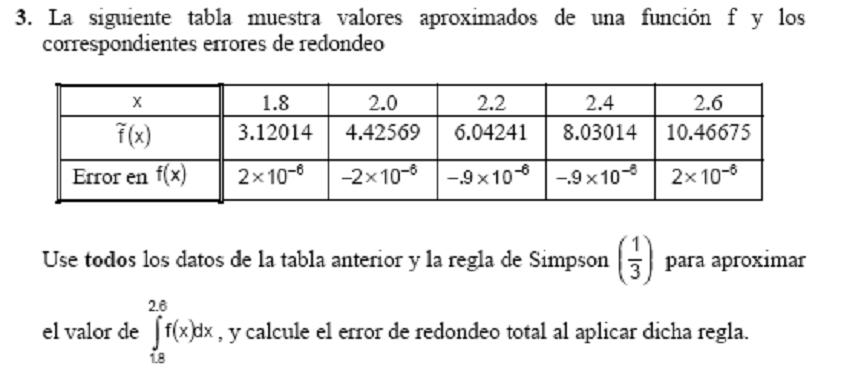 3. La siguiente tabla muestra valores aproximados de una función f y los
correspondientes errores de redondeo
x 1.8 2.0 2.2 2.4 2.6
f̃(x) 3.12014 4.42569 6.04241 8.03014 10.46675
Error en f(x) 2×10⁻⁶ –2×10⁻⁶ –.9×10⁻⁶ –.9×10⁻⁶ 2×10⁻⁶
Use todos los datos de la tabla anterior y la regla de Simpson (1/3) para aproximar
el valor de ∫₁.₈²·⁶ f(x)dx , y calcule el error de redondeo total al aplicar dicha regla.